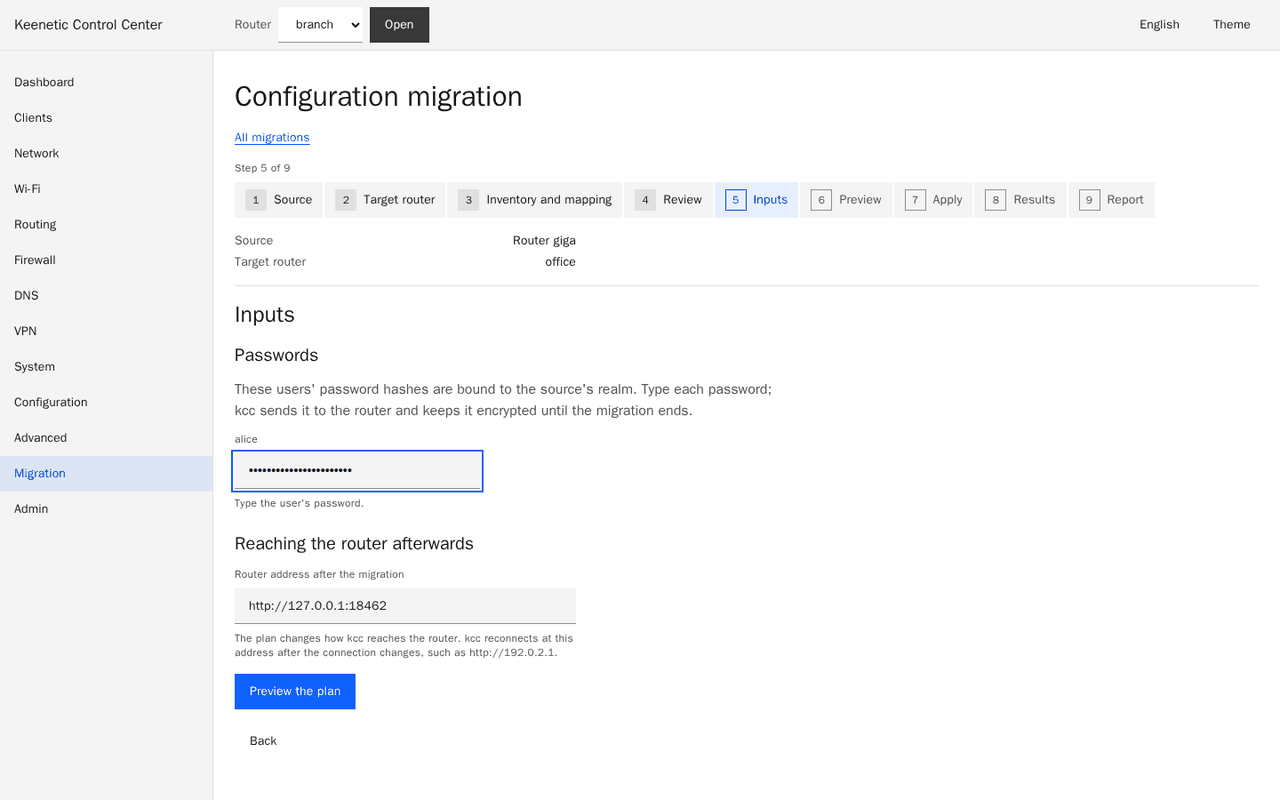 Keenetic Control Center
Router
branch
Open
English
Theme
Dashboard
Clients
Network
Wi-Fi
Routing
Firewall
DNS
VPN
System
Configuration
Advanced
Migration
Admin
Configuration migration
All migrations
Step 5 of 9
1 Source
2 Target router
3 Inventory and mapping
4 Review
5 Inputs
6 Preview
7 Apply
8 Results
9 Report
Source Router giga
Target router office
Inputs
Passwords
These users' password hashes are bound to the source's realm. Type each password;
kcc sends it to the router and keeps it encrypted until the migration ends.
alice
•••••••••••••••••••••••
Type the user's password.
Reaching the router afterwards
Router address after the migration
http://127.0.0.1:18462
The plan changes how kcc reaches the router. kcc reconnects at this
address after the connection changes, such as http://192.0.2.1.
Preview the plan
Back